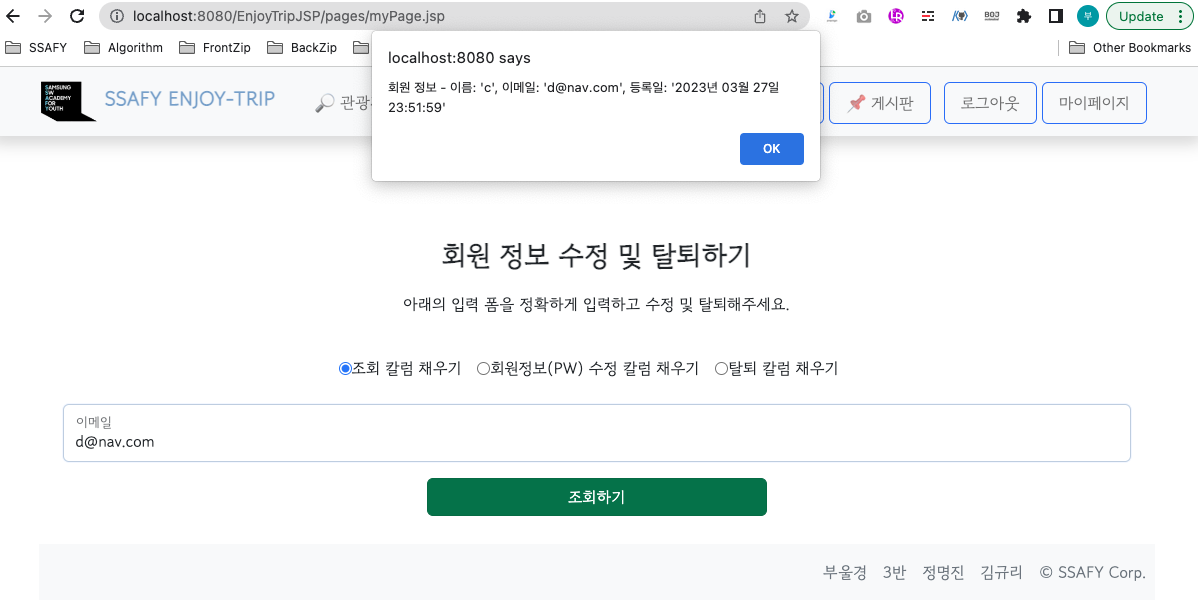 localhost:8080/EnjoyTripJSP/pages/myPage.jsp
Update
SSAFY Algorithm FrontZip BackZip Other Bookmarks
localhost:8080 says
회원 정보 - 이름: 'c', 이메일: 'd@nav.com', 등록일: '2023년 03월 27일
23:51:59'
OK
SAMSUNG
SW
ACADEMY
FOR
YOUTH
SSAFY ENJOY-TRIP
관광
게시판
로그아웃
마이페이지
회원 정보 수정 및 탈퇴하기
아래의 입력 폼을 정확하게 입력하고 수정 및 탈퇴해주세요.
조회 칼럼 채우기 회원정보(PW) 수정 칼럼 채우기 탈퇴 칼럼 채우기
이메일
d@nav.com
조회하기
부울경 3반 정명진 김규리 © SSAFY Corp.